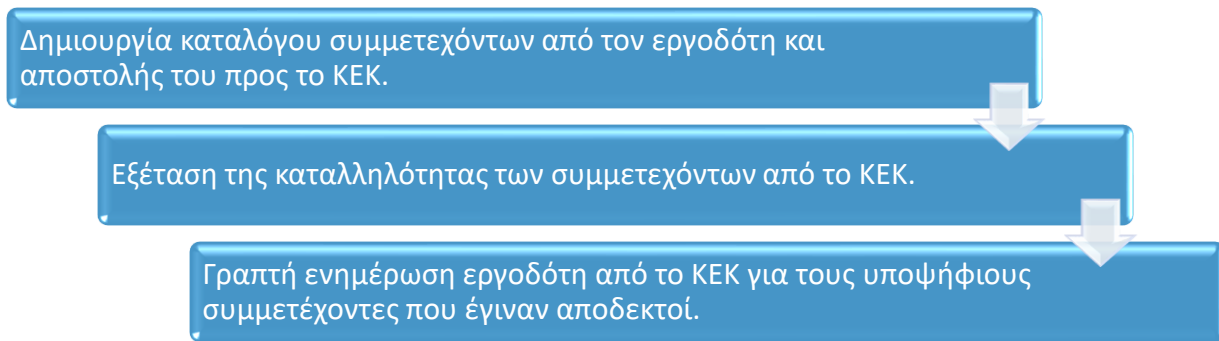 Δημιουργία καταλόγου συμμετεχόντων από τον εργοδότη και
αποστολής του προς το ΚΕΚ.
Εξέταση της καταλληλότητας των συμμετεχόντων από το ΚΕΚ.
Γραπτή ενημέρωση εργοδότη από το ΚΕΚ για τους υποψήφιους
συμμετέχοντες που έγιναν αποδεκτοί.